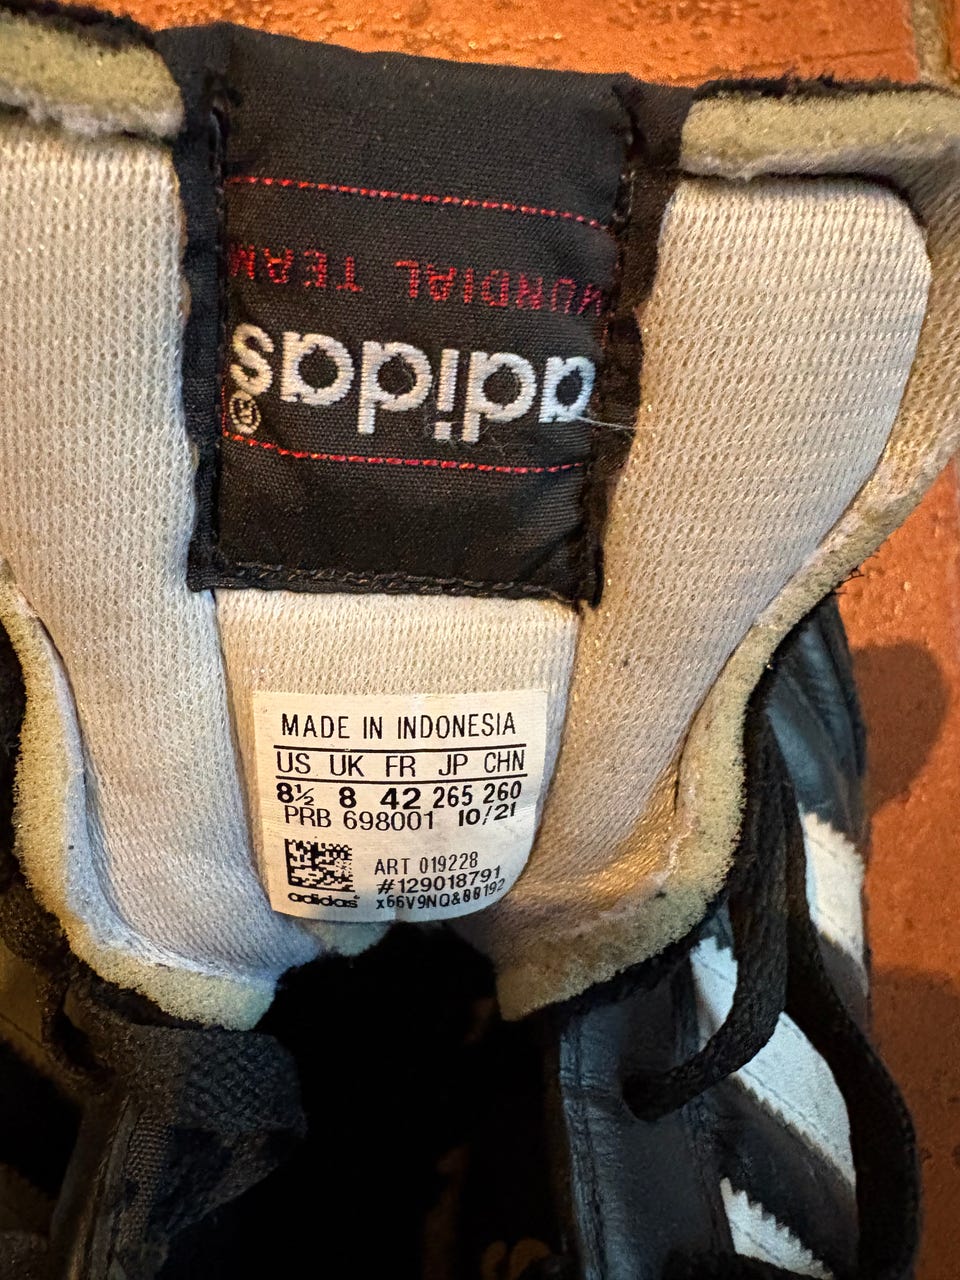 MUNDIAL TEAM
adidas®
MADE IN INDONESIA
US UK FR JP CHN
8½ 8 42 265 260
PRB 698001 10/21
ART 019228
#129018791
adidas